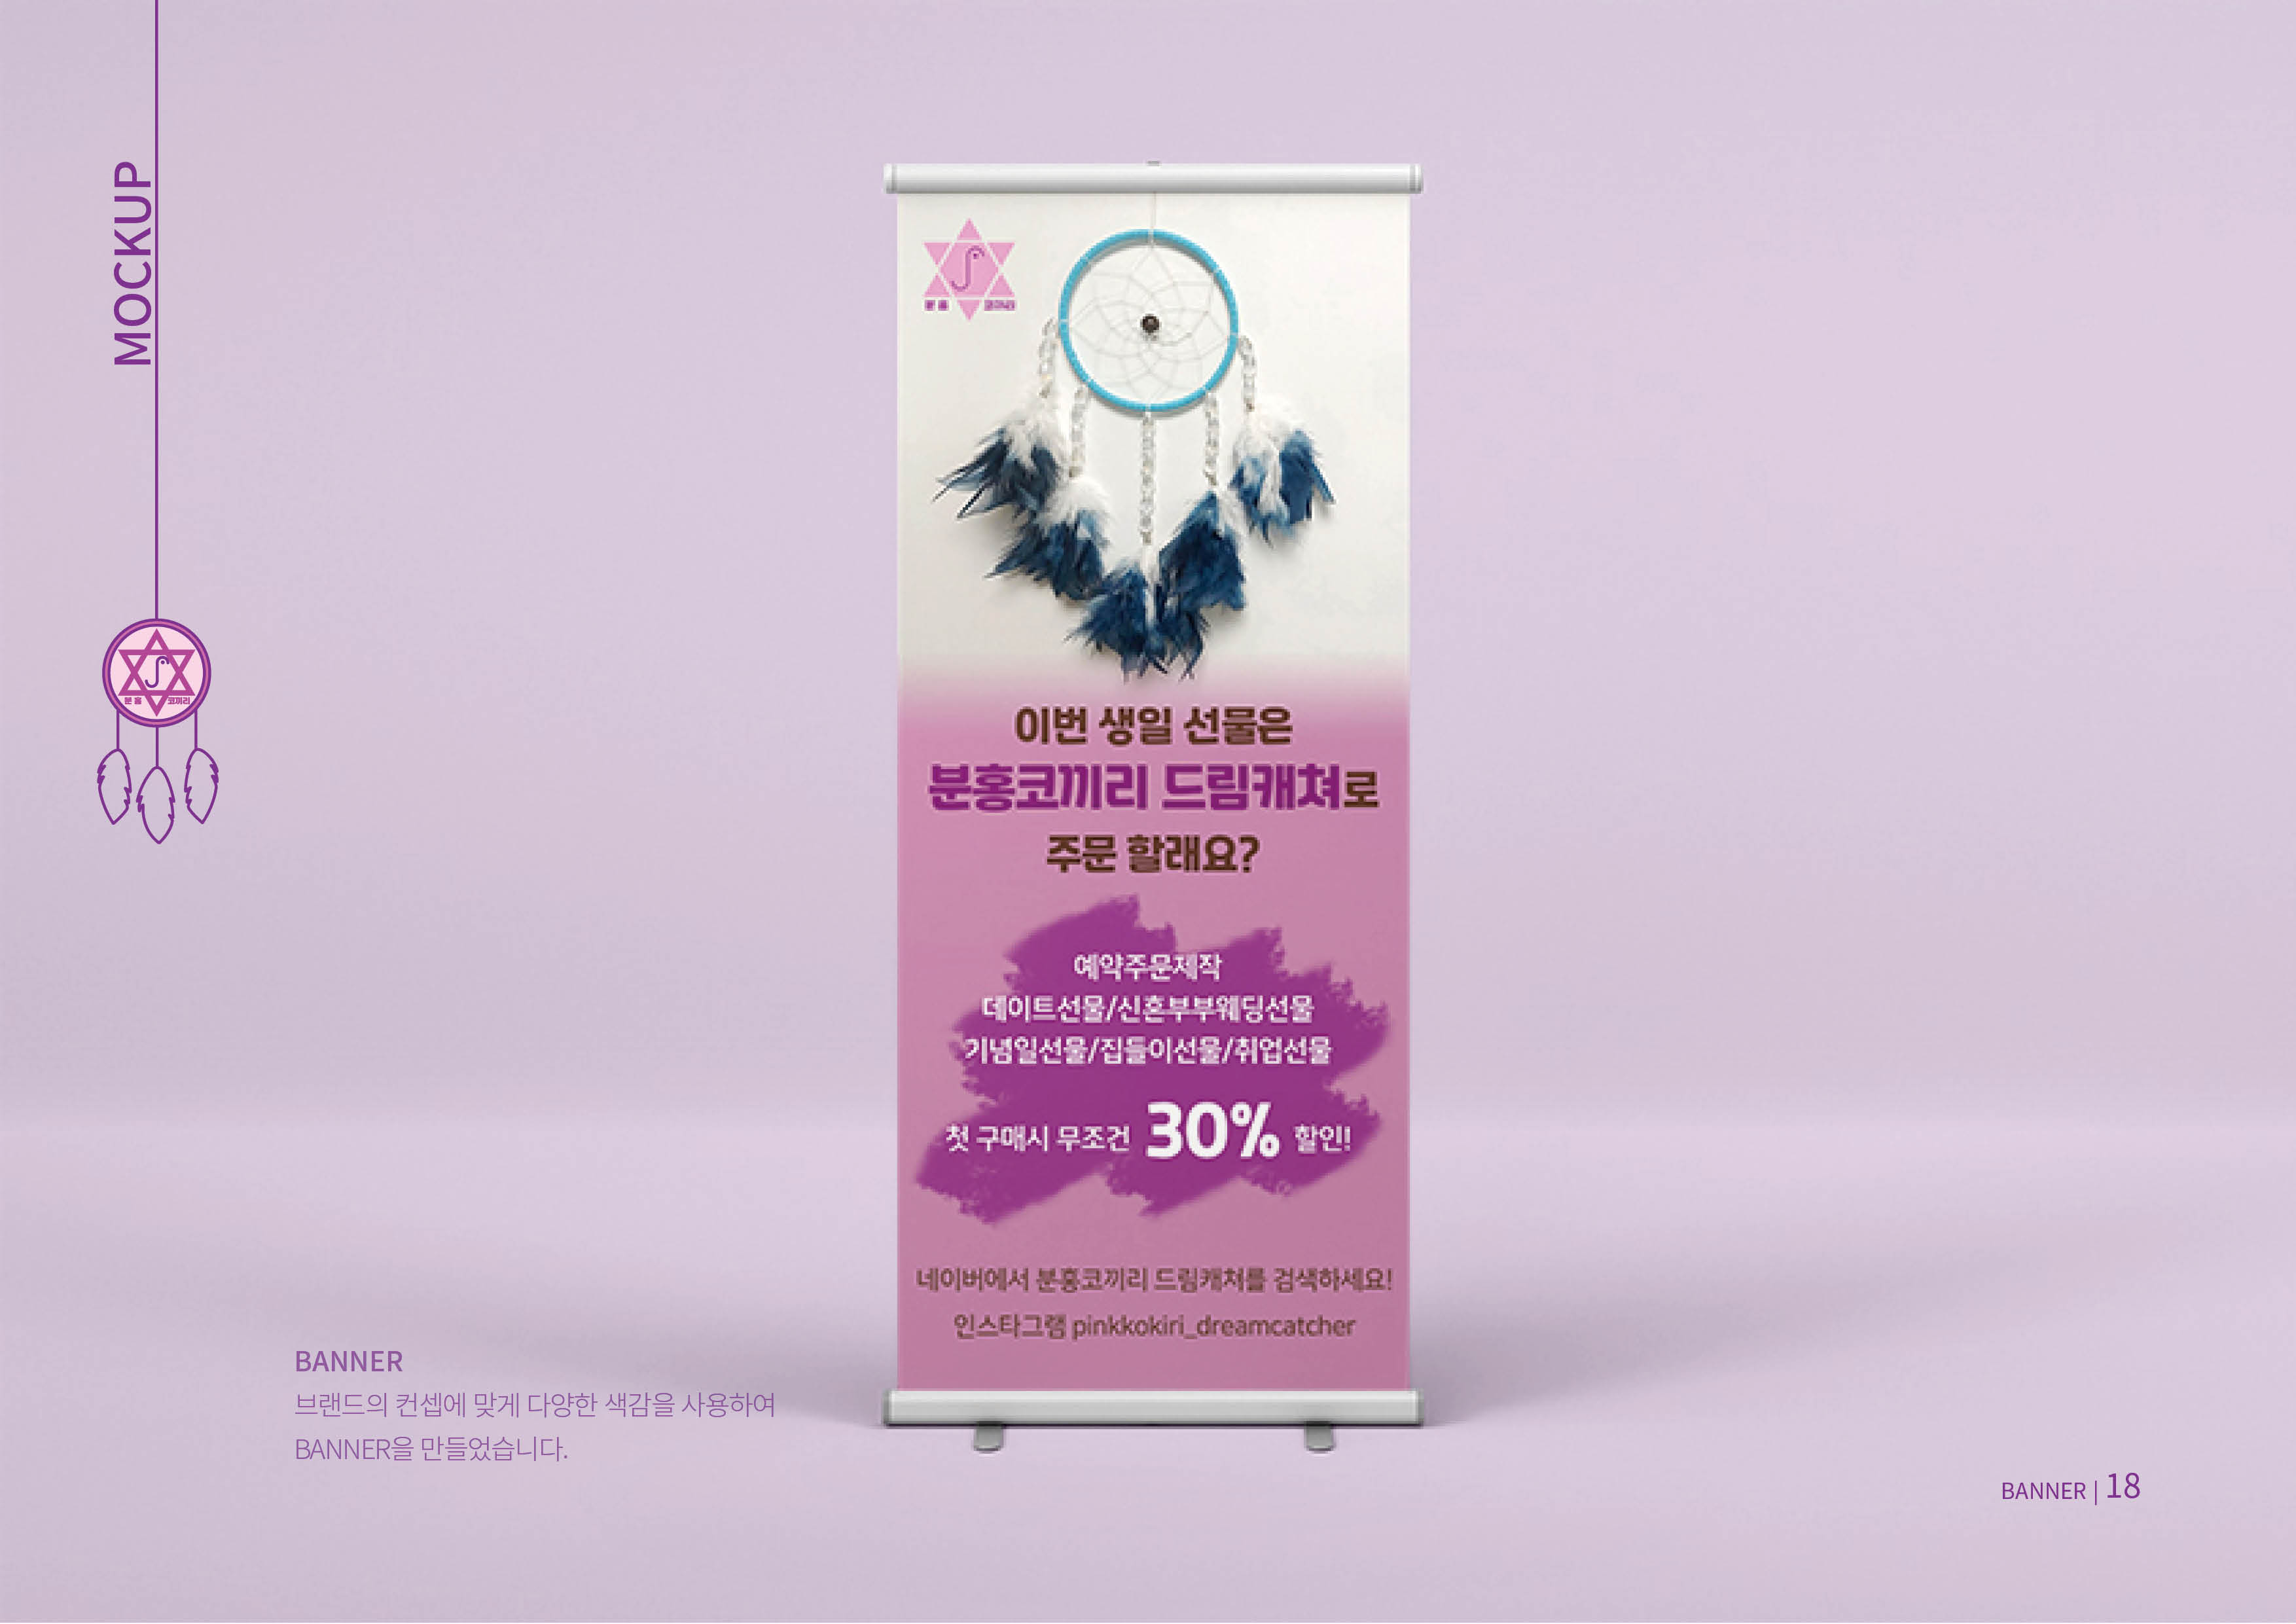 MOCKUP
분홍 코끼리
분홍 코끼리
이번 생일 선물은
분홍코끼리 드림캐쳐로
주문 할래요?
예약주문제작
데이트선물/신혼부부웨딩선물
기념일선물/집들이선물/취업선물
첫 구매시 무조건 30% 할인!
네이버에서 분홍코끼리 드림캐쳐를 검색하세요!
인스타그램 pinkkokiri_dreamcatcher
BANNER
브랜드의 컨셉에 맞게 다양한 색감을 사용하여
BANNER을 만들었습니다.
BANNER | 18